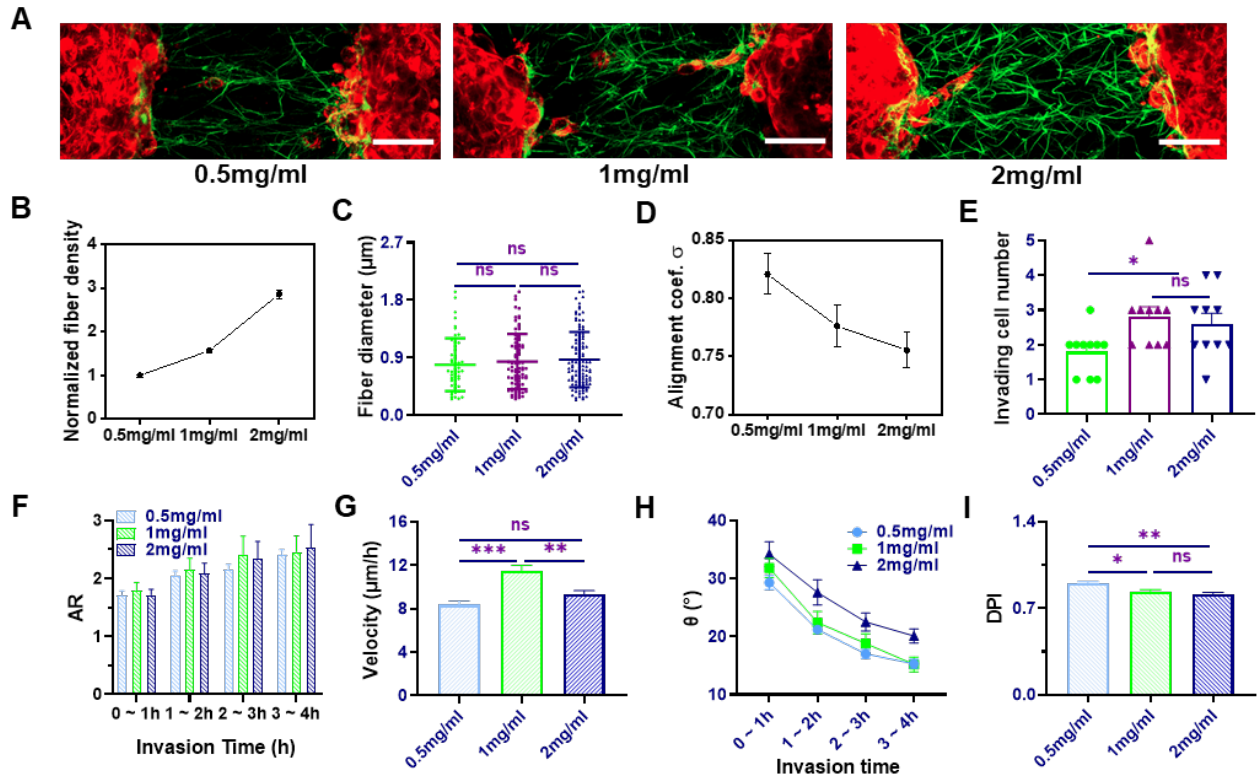 A
0.5mg/ml
1mg/ml
2mg/ml
B
Normalized fiber density
4
3
2
1
0
0.5mg/ml 1mg/ml 2mg/ml
C
Fiber diameter (µm)
2.7
1.8
0.9
0.0
ns
ns
ns
0.5mg/ml
1mg/ml
2mg/ml
D
Alignment coef. σ
0.85
0.80
0.75
0.70
0.5mg/ml 1mg/ml 2mg/ml
E
Invading cell number
5
4
3
2
1
0
*
ns
0.5mg/ml
1mg/ml
2mg/ml
F
AR
3
2
1
0
0.5mg/ml
1mg/ml
2mg/ml
0 ~ 1h 1 ~ 2h 2 ~ 3h 3 ~ 4h
Invasion Time (h)
G
Velocity (µm/h)
16
12
8
4
0
ns
***
**
0.5mg/ml
1mg/ml
2mg/ml
H
θ (°)
40
30
20
10
0.5mg/ml
1mg/ml
2mg/ml
0 ~ 1h
1 ~ 2h
2 ~ 3h
3 ~ 4h
Invasion time
I
DPI
1.4
0.7
0.0
**
*
ns
0.5mg/ml
1mg/ml
2mg/ml